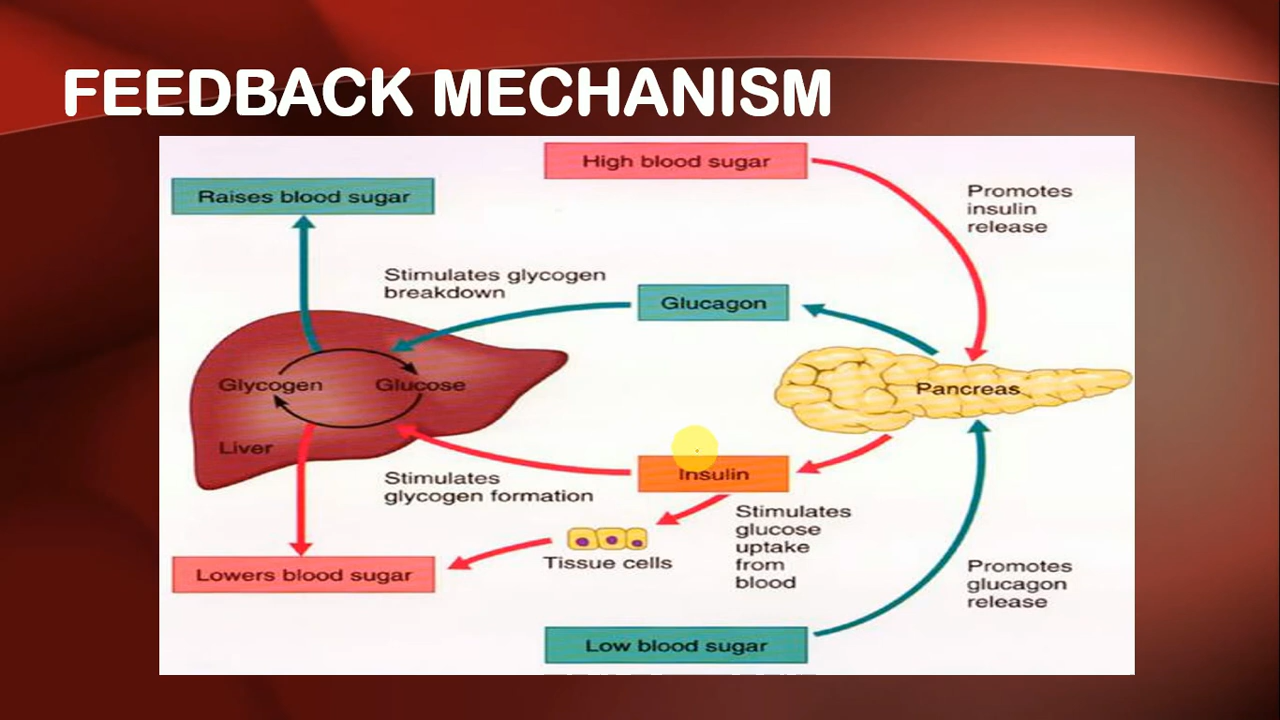 FEEDBACK MECHANISM
High blood sugar
Raises blood sugar
Promotes
insulin
release
Stimulates glycogen
breakdown
Glucagon
Glycogen
Glucose
Pancreas
Liver
Insulin
Stimulates
glycogen formation
Stimulates
glucose
uptake
from
blood
Tissue cells
Lowers blood sugar
Promotes
glucagon
release
Low blood sugar